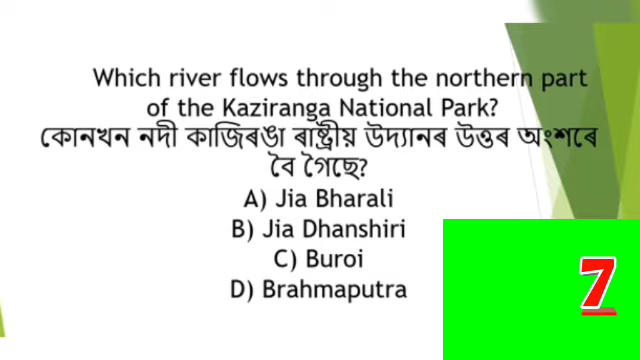 Which river flows through the northern part
of the Kaziranga National Park?
কোনখন নদী কাজিৰঙা ৰাষ্ট্ৰীয় উদ্যানৰ উত্তৰ অংশৰে
বৈ গৈছে?
A) Jia Bharali
B) Jia Dhanshiri
C) Buroi
D) Brahmaputra
7